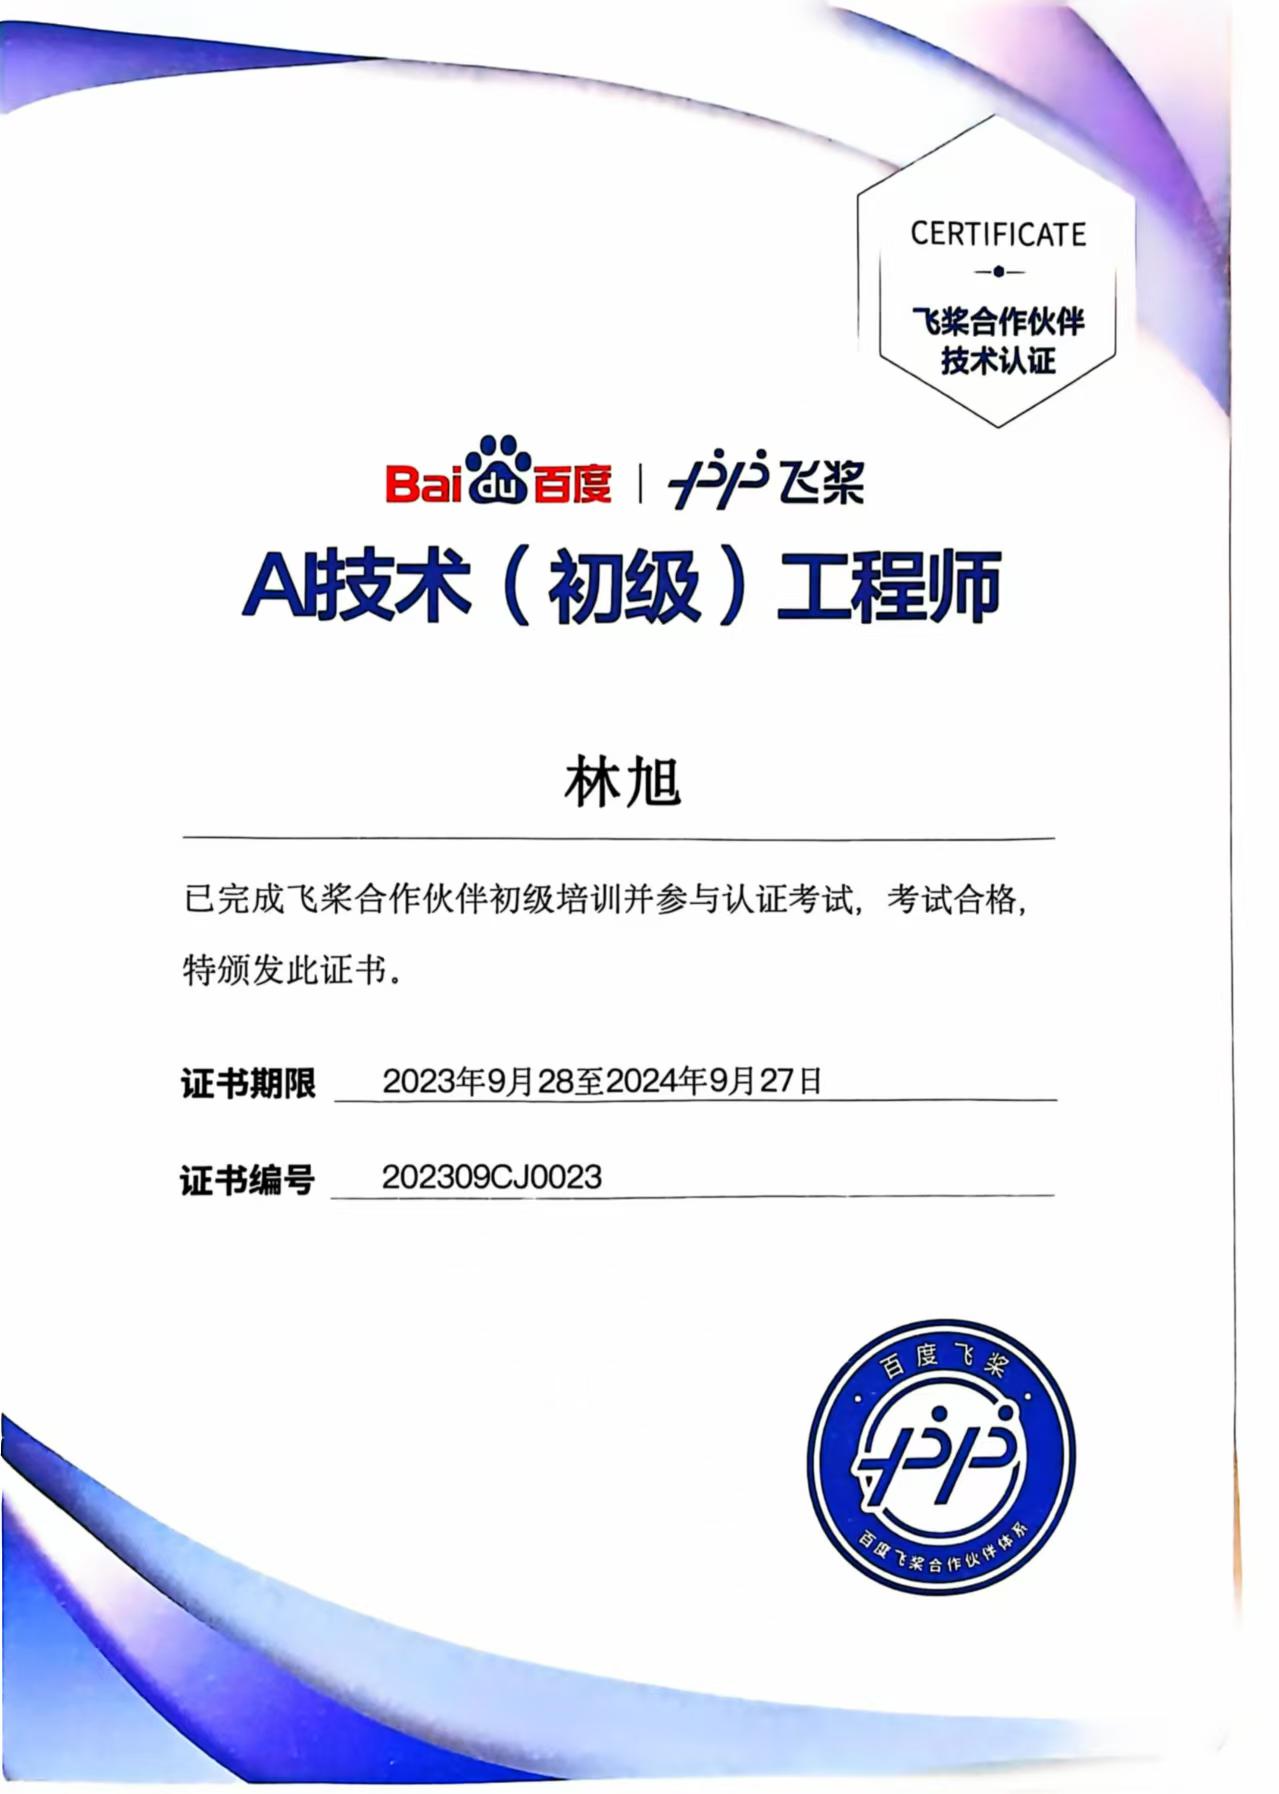 CERTIFICATE
飞桨合作伙伴
技术认证
Bai du 百度 | 飞桨
AI技术（初级）工程师
林旭
已完成飞桨合作伙伴初级培训并参与认证考试，考试合格，
特颁发此证书。
证书期限 2023年9月28至2024年9月27日
证书编号 202309CJ0023
百度飞桨
百度飞桨合作伙伴体系